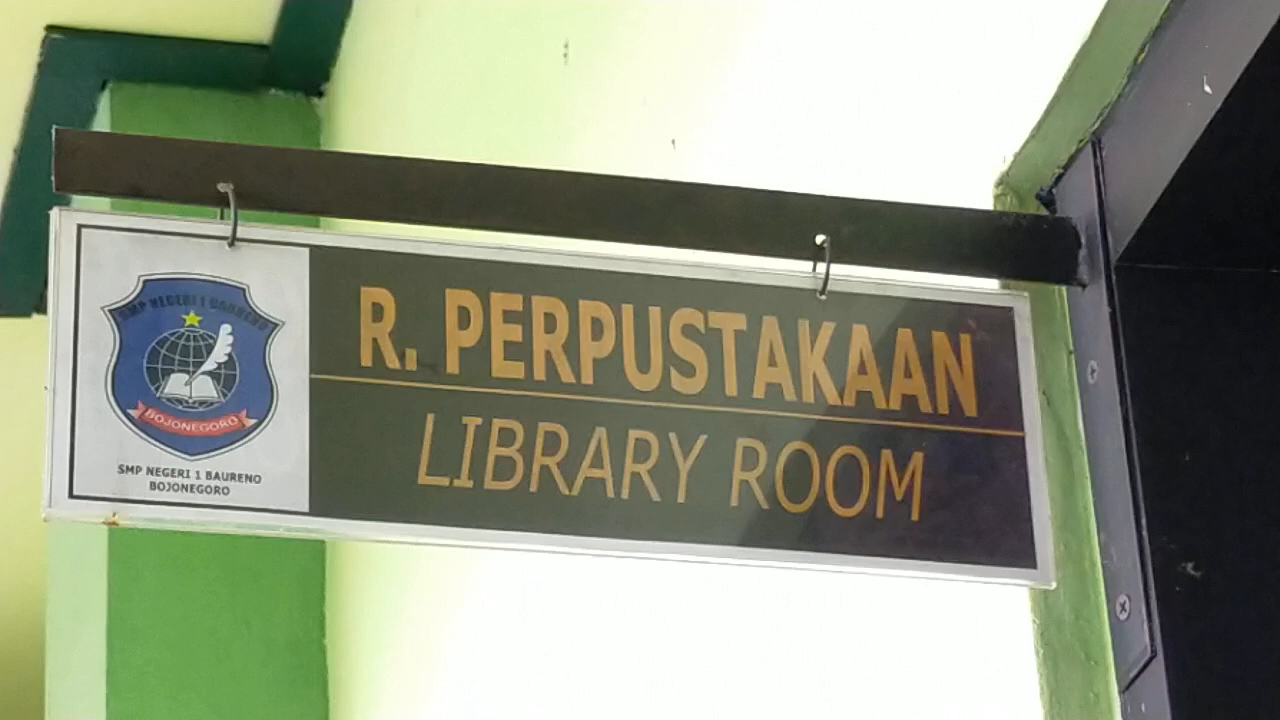 SMP NEGERI 1 BAURENO
BOJONEGORO
SMP NEGERI 1 BAURENO
BOJONEGORO
R. PERPUSTAKAAN
LIBRARY ROOM